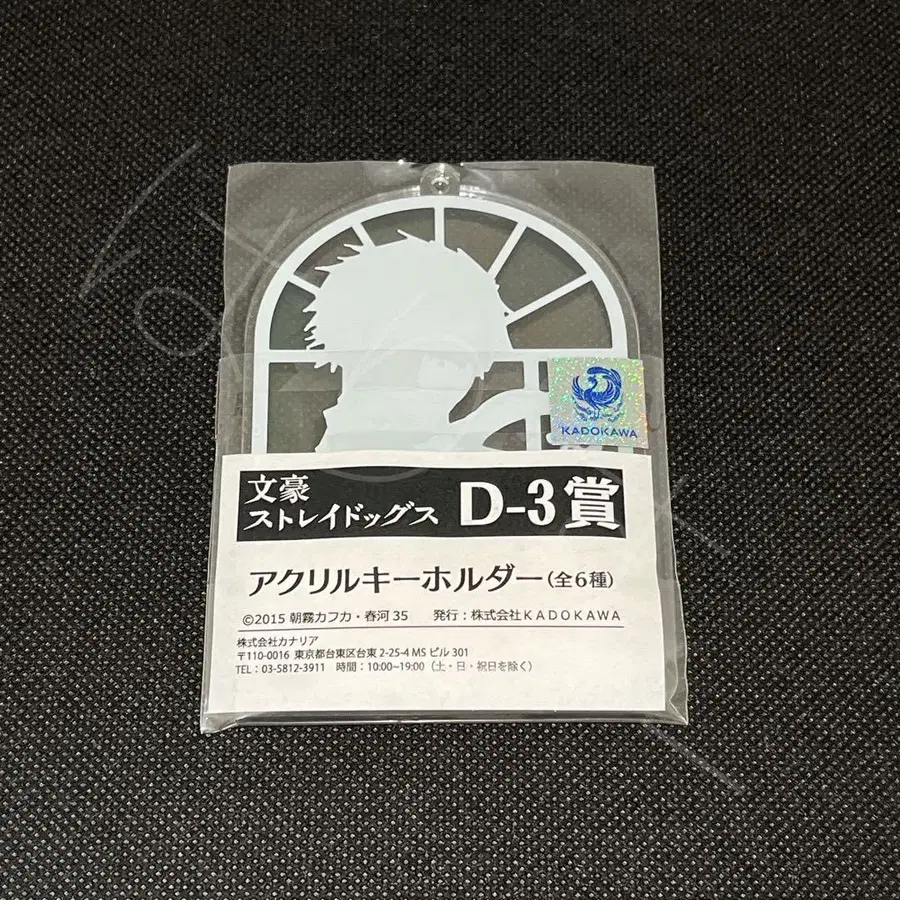 KADOKAWA
文豪
ストレイドッグス D-3賞
アクリルキーホルダー(全6種)
©2015 朝霧カフカ・春河35 発行:株式会社KADOKAWA
株式会社カナリア
〒110-0016 東京都台東区台東 2-25-4 MS ビル 301
TEL:03-5812-3911 時間:10:00~19:00(土・日・祝日を除く)